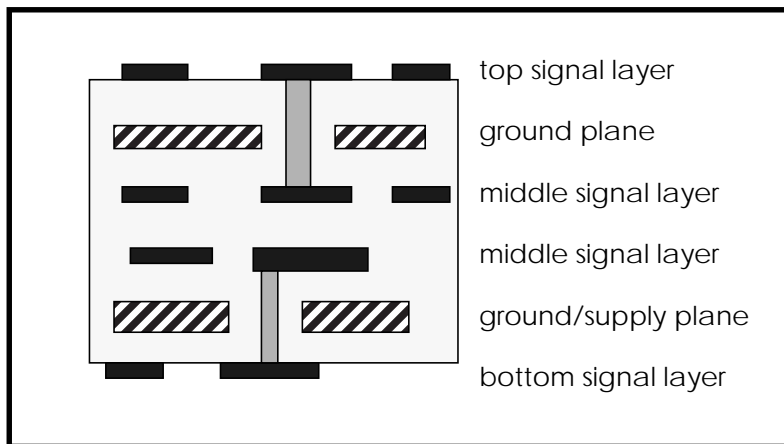 top signal layer
ground plane
middle signal layer
middle signal layer
ground/supply plane
bottom signal layer